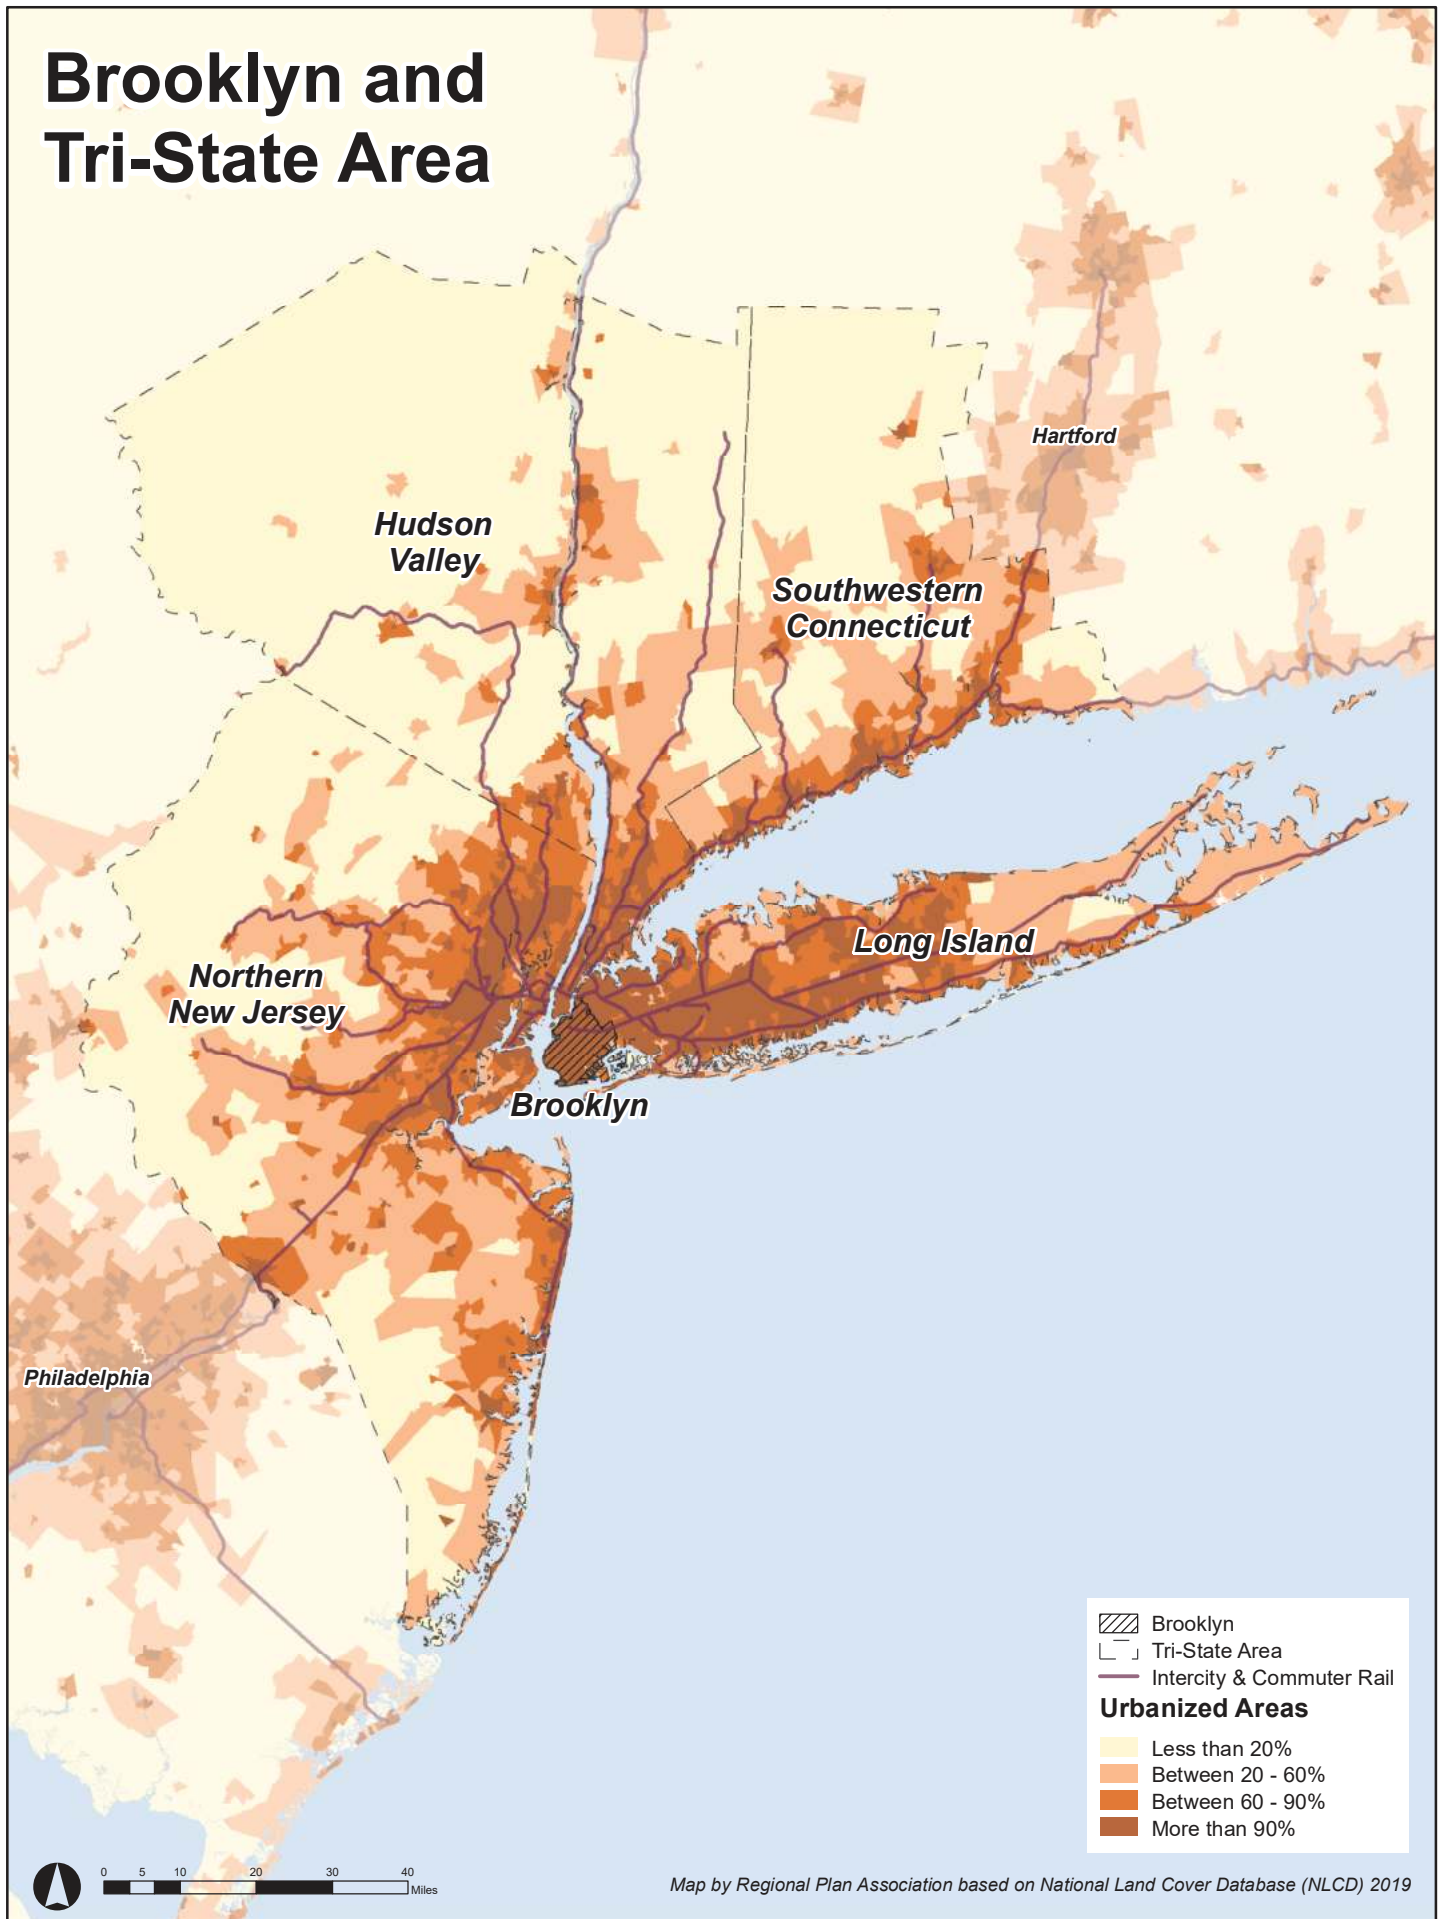 Brooklyn and
Tri-State Area
Hartford
Hudson
Valley
Southwestern
Connecticut
Long Island
Northern
New Jersey
Brooklyn
Philadelphia
Brooklyn
Tri-State Area
Intercity & Commuter Rail
Urbanized Areas
Less than 20%
Between 20 - 60%
Between 60 - 90%
More than 90%
0 5 10 20 30 40
Miles
Map by Regional Plan Association based on National Land Cover Database (NLCD) 2019